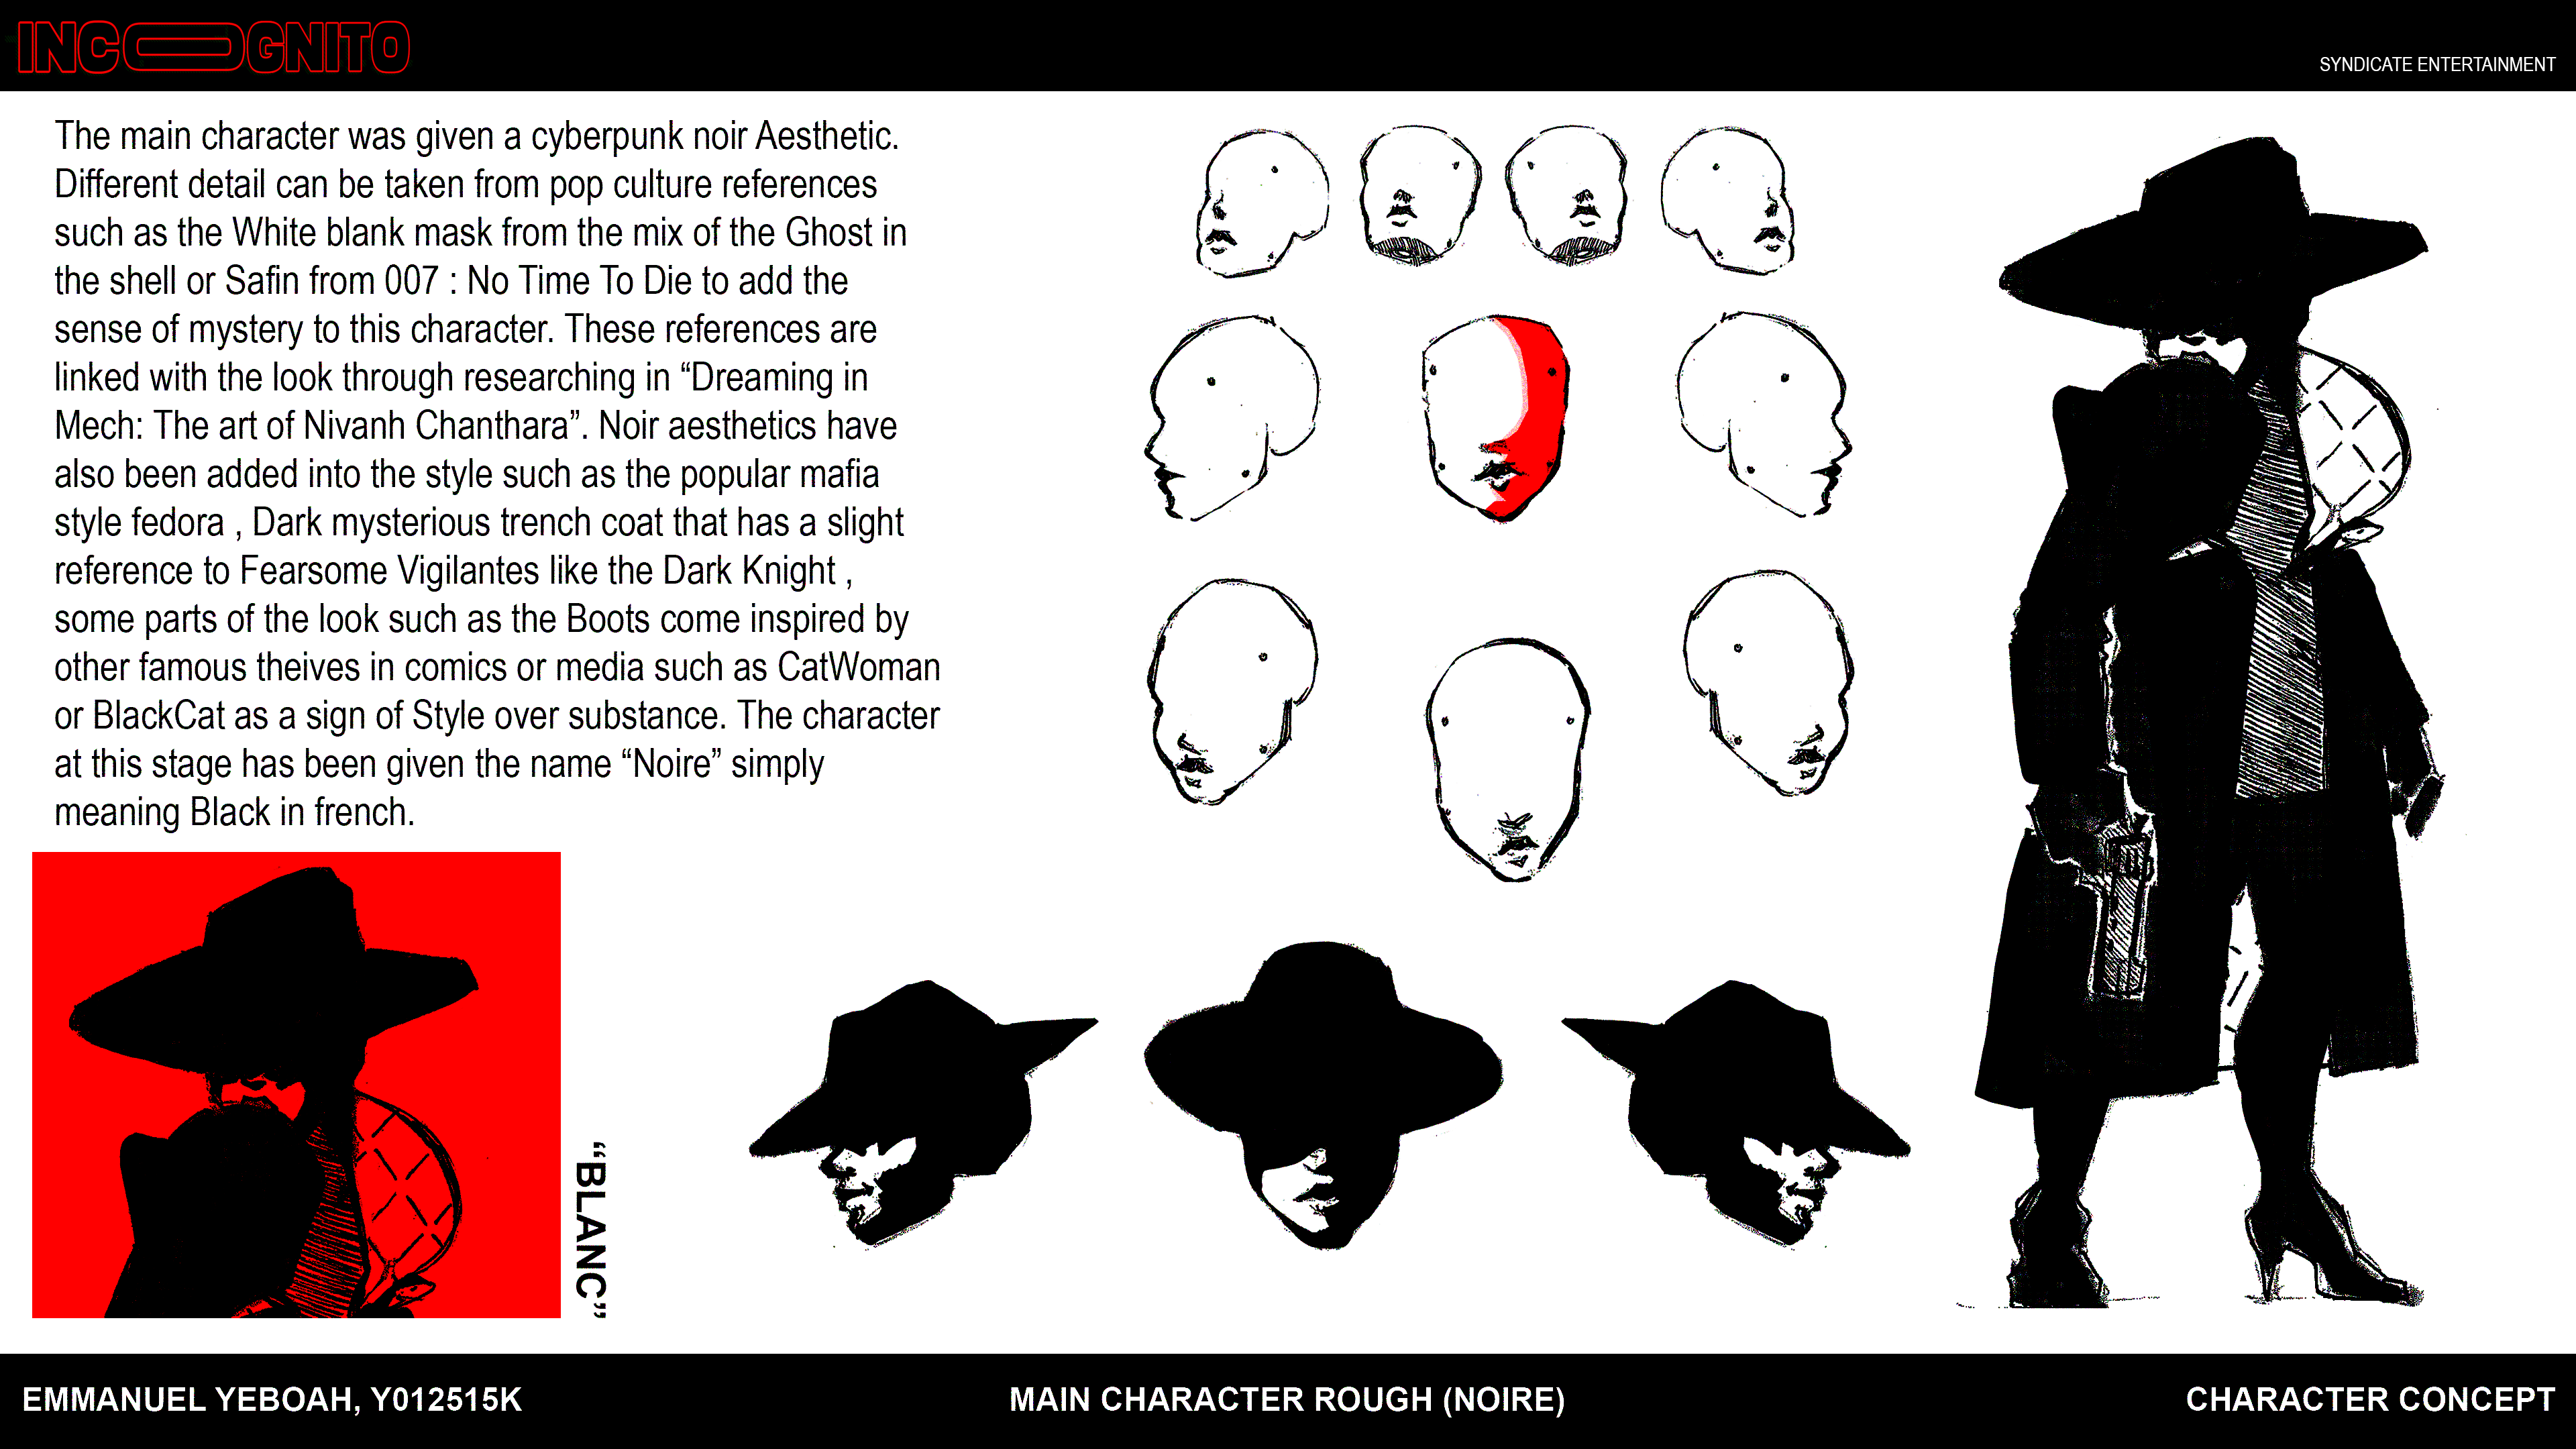 INCOGNITO
SYNDICATE ENTERTAINMENT
The main character was given a cyberpunk noir Aesthetic.
Different detail can be taken from pop culture references
such as the White blank mask from the mix of the Ghost in
the shell or Safin from 007 : No Time To Die to add the
sense of mystery to this character. These references are
linked with the look through researching in “Dreaming in
Mech: The art of Nivanh Chanthara”. Noir aesthetics have
also been added into the style such as the popular mafia
style fedora , Dark mysterious trench coat that has a slight
reference to Fearsome Vigilantes like the Dark Knight ,
some parts of the look such as the Boots come inspired by
other famous theives in comics or media such as CatWoman
or BlackCat as a sign of Style over substance. The character
at this stage has been given the name “Noire” simply
meaning Black in french.
“BLANC”
EMMANUEL YEBOAH, Y012515K
MAIN CHARACTER ROUGH (NOIRE)
CHARACTER CONCEPT